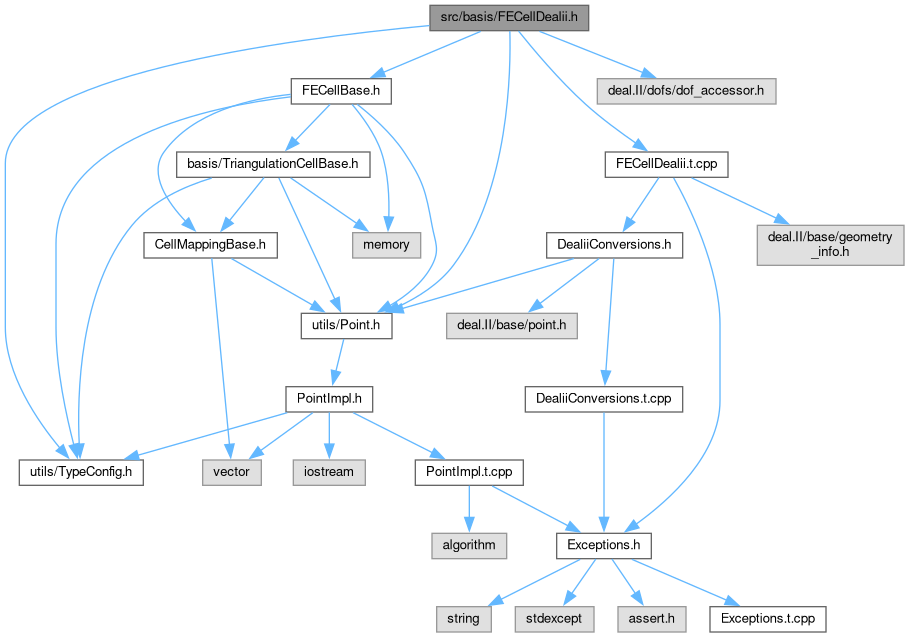 src/basis/FECellDealii.h
FECellBase.h
deal.II/dofs/dof_accessor.h
basis/TriangulationCellBase.h
FECellDealii.t.cpp
CellMappingBase.h
memory
DealiiConversions.h
deal.II/base/geometry
_info.h
utils/Point.h
deal.II/base/point.h
PointImpl.h
DealiiConversions.t.cpp
utils/TypeConfig.h
vector
iostream
PointImpl.t.cpp
algorithm
Exceptions.h
string
stdexcept
assert.h
Exceptions.t.cpp